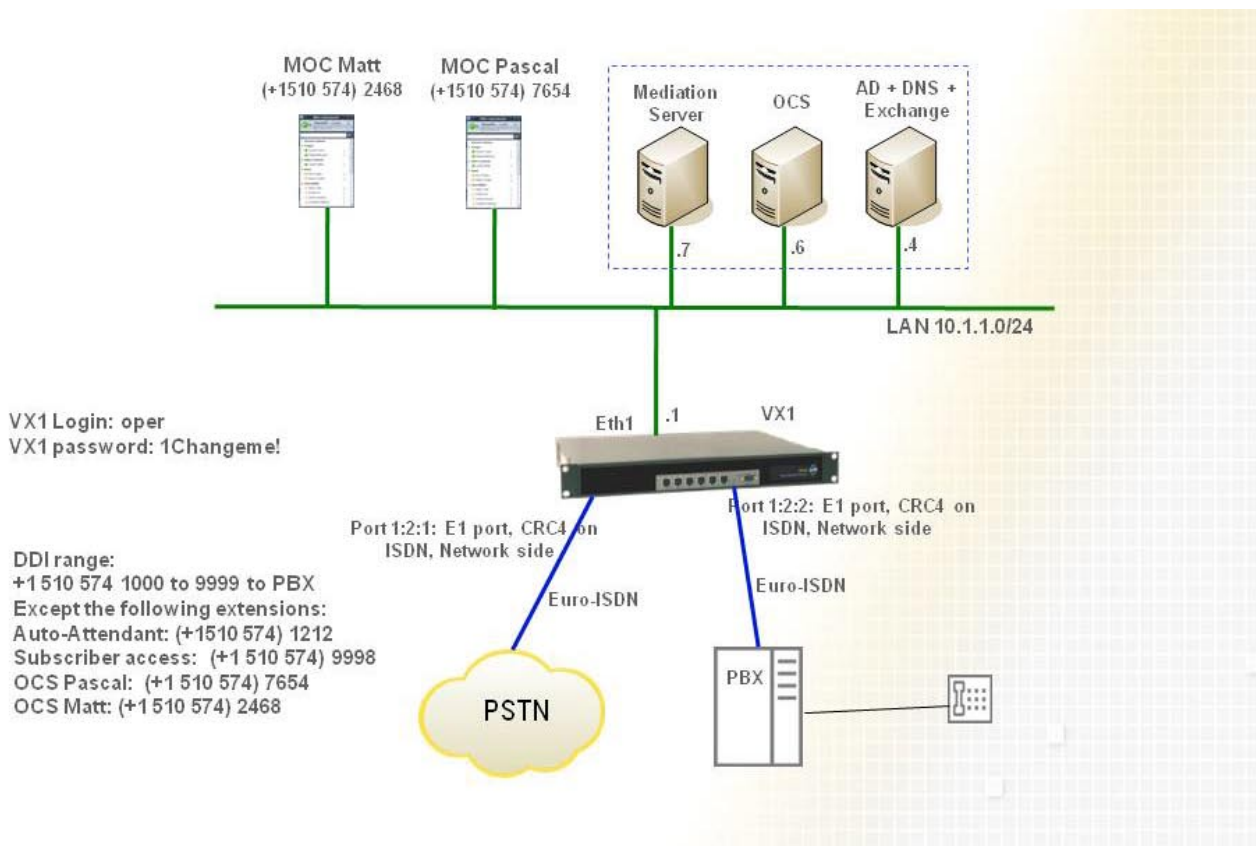 MOC Matt
(+1510 574) 2468
MOC Pascal
(+1510 574) 7654
Mediation
Server
OCS
AD + DNS +
Exchange
.7
.6
.4
LAN 10.1.1.0/24
VX1 Login: oper
VX1 password: 1Changeme!
Eth1
.1
VX1
Port 1:2:1: E1 port, CRC4 on
ISDN, Network side
Port 1:2:2: E1 port, CRC4 on
ISDN, Network side
DDI range:
+1 510 574 1000 to 9999 to PBX
Except the following extensions:
Auto-Attendant: (+1510 574) 1212
Subscriber access: (+1 510 574) 9998
OCS Pascal: (+1 510 574) 7654
OCS Matt: (+1 510 574) 2468
Euro-ISDN
Euro-ISDN
PSTN
PBX